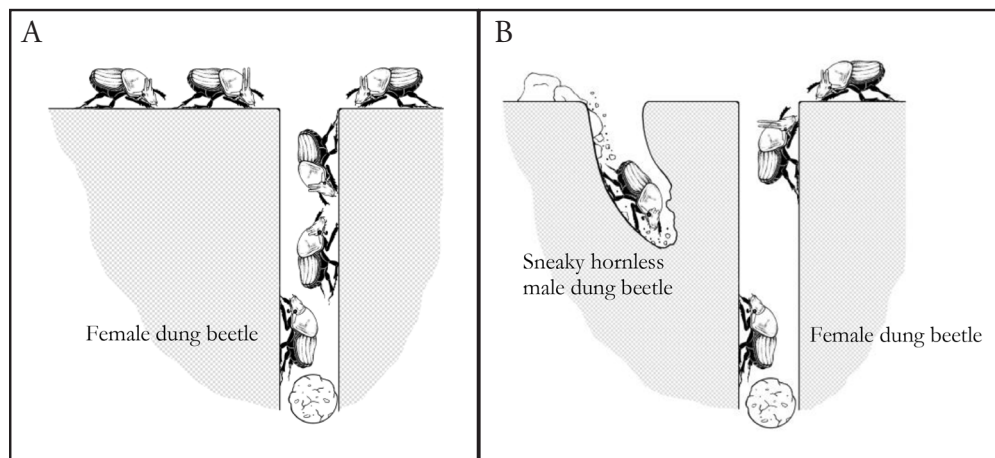 A
B
Female dung beetle
Sneaky hornless
male dung beetle
Female dung beetle